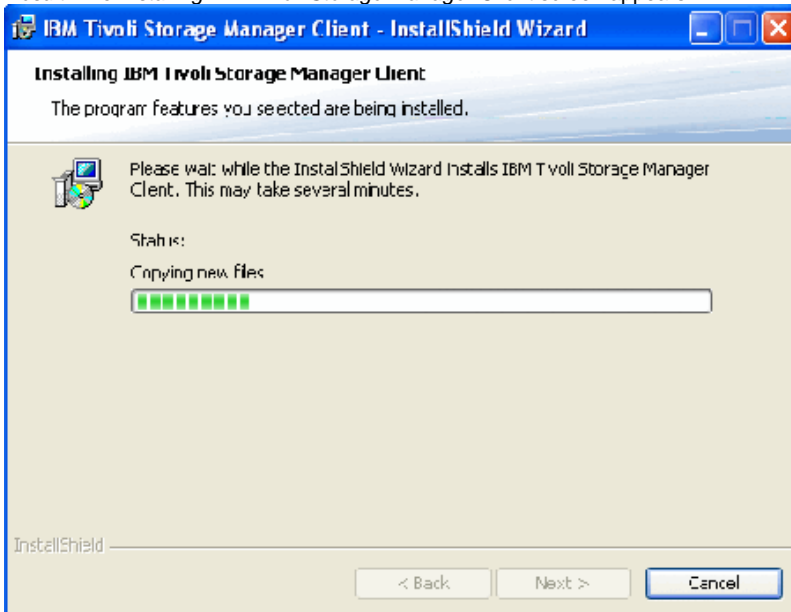 IBM Tivoli Storage Manager Client - InstallShield Wizard
Installing IBM Tivoli Storage Manager Client
The program features you selected are being installed.
Please wait while the InstallShield Wizard installs IBM Tivoli Storage Manager
Client. This may take several minutes.
Status:
Copying new files
InstallShield
< Back
Next >
Cancel